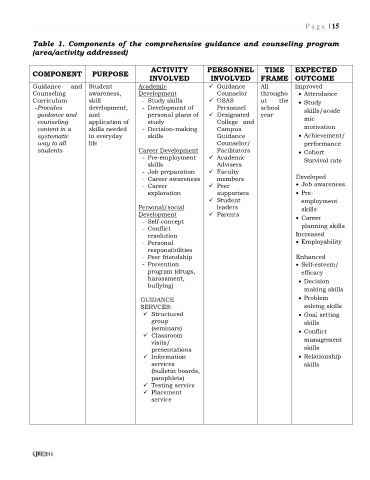 Page | 15
Table 1. Components of the comprehensive guidance and counseling program
(area/activity addressed)
COMPONENT
PURPOSE
ACTIVITY
INVOLVED
PERSONNEL
INVOLVED
TIME
FRAME
EXPECTED
OUTCOME
Guidance and
Counseling
Curriculum
-Provides
guidance and
counseling
content in a
systematic
way to all
students
Student
awareness,
skill
development,
and
application of
skills needed
in everyday
life
Academic
Development
- Study skills
- Development of
personal plans of
study
- Decision-making
skills
Career Development
- Pre-employment
skills
- Job preparation
- Career awareness
- Career
exploration
Personal/social
Development
- Self-concept
- Conflict
resolution
- Personal
responsibilities
- Peer friendship
- Prevention
program (drugs,
harassment,
bullying)
GUIDANCE
SERVCES:
✓ Structured
group
(seminars)
✓ Classroom
visits/
presentations
✓ Information
services
(bulletin boards,
pamphlets)
✓ Testing service
✓ Placement
service
✓ Guidance
Counselor
✓ OSAS
Personnel
✓ Designated
College and
Campus
Guidance
Counselor/
Facilitators
✓ Academic
Advisers
✓ Faculty
members
✓ Peer
supporters
✓ Student
leaders
✓ Parents
All
througho
ut the
school
year
Improved
• Attendance
• Study
skills/acade
mic
motivation
• Achievement/
performance
• Cohort
Survival rate
Developed
• Job awareness
• Pre-
employment
skills
• Career
planning skills
Increased
• Employability
Enhanced
• Self-esteem/
efficacy
• Decision
making skills
• Problem
solving skills
• Goal setting
skills
• Conflict
management
skills
• Relationship
skills